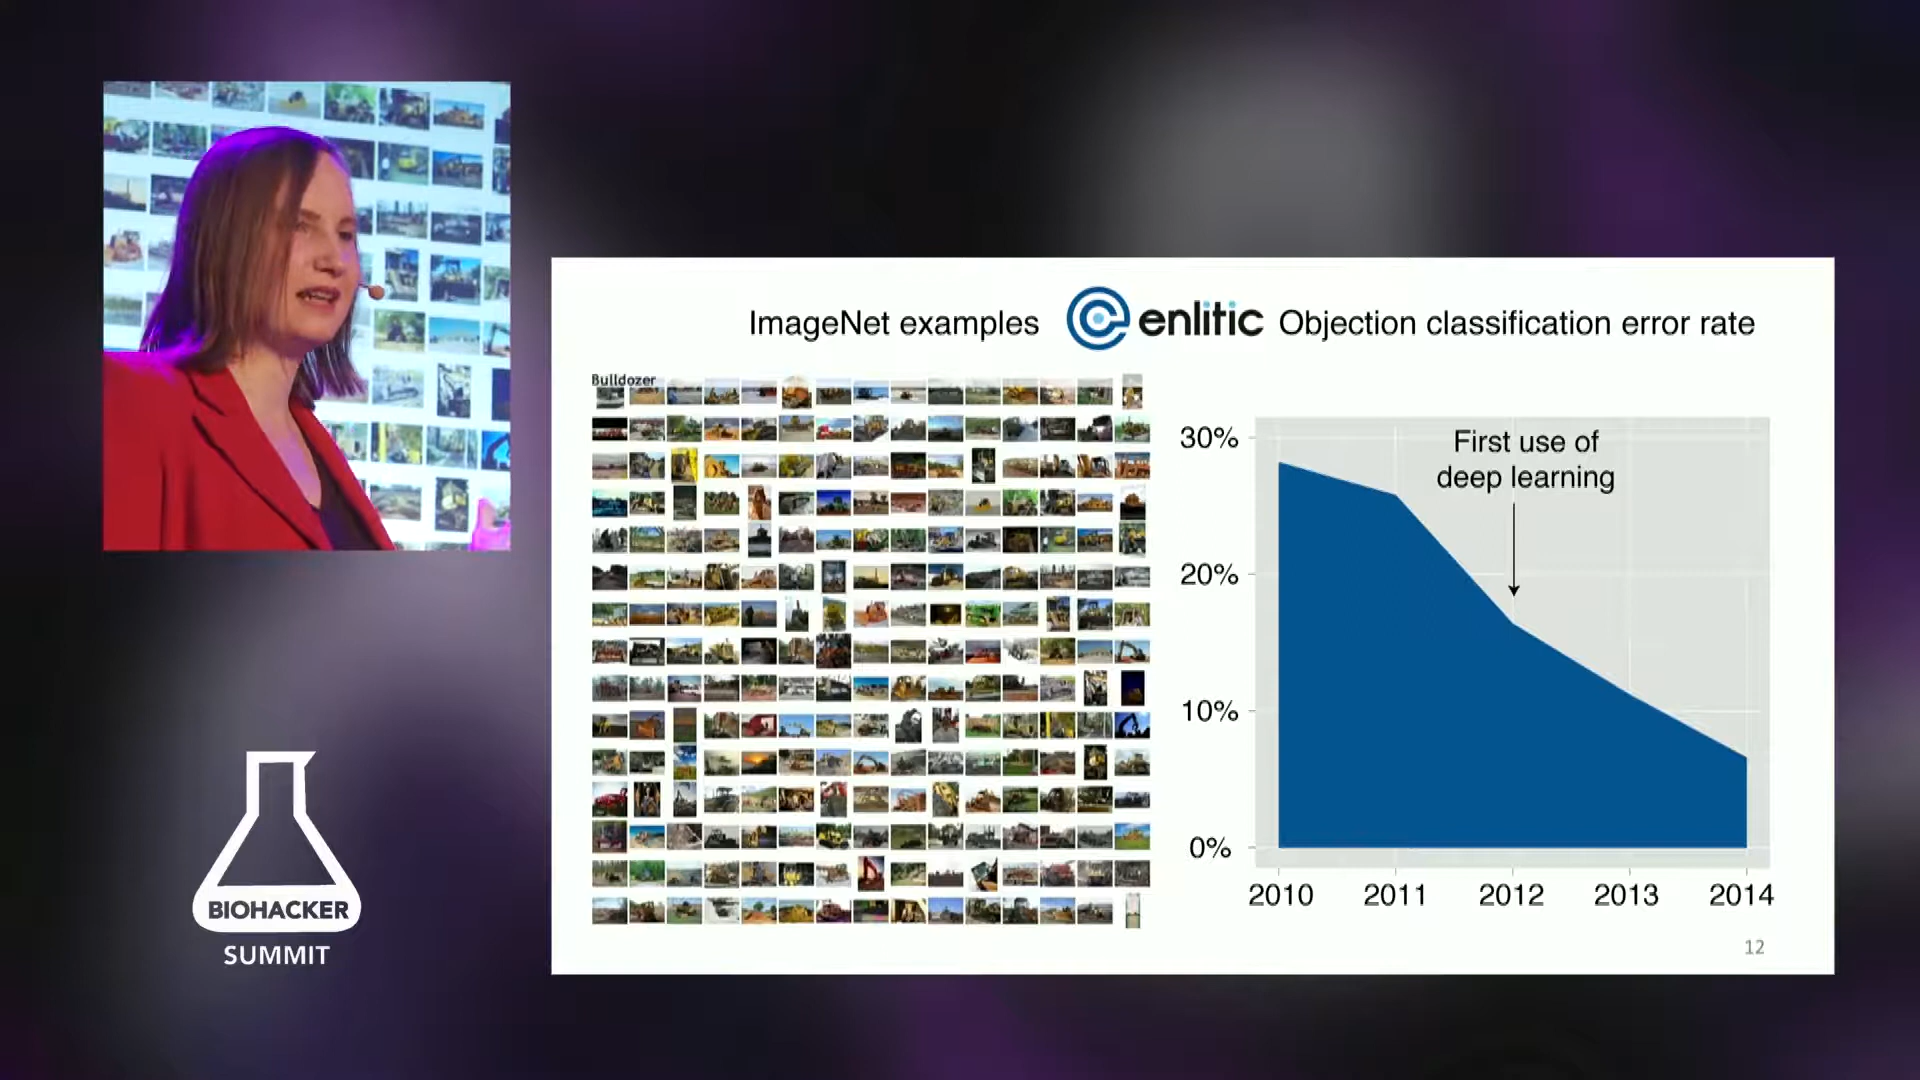 ImageNet examples
enlitic
Objection classification error rate
Bulldozer
30%
20%
10%
0%
First use of
deep learning
2010 2011 2012 2013 2014
12
BIOHACKER
SUMMIT